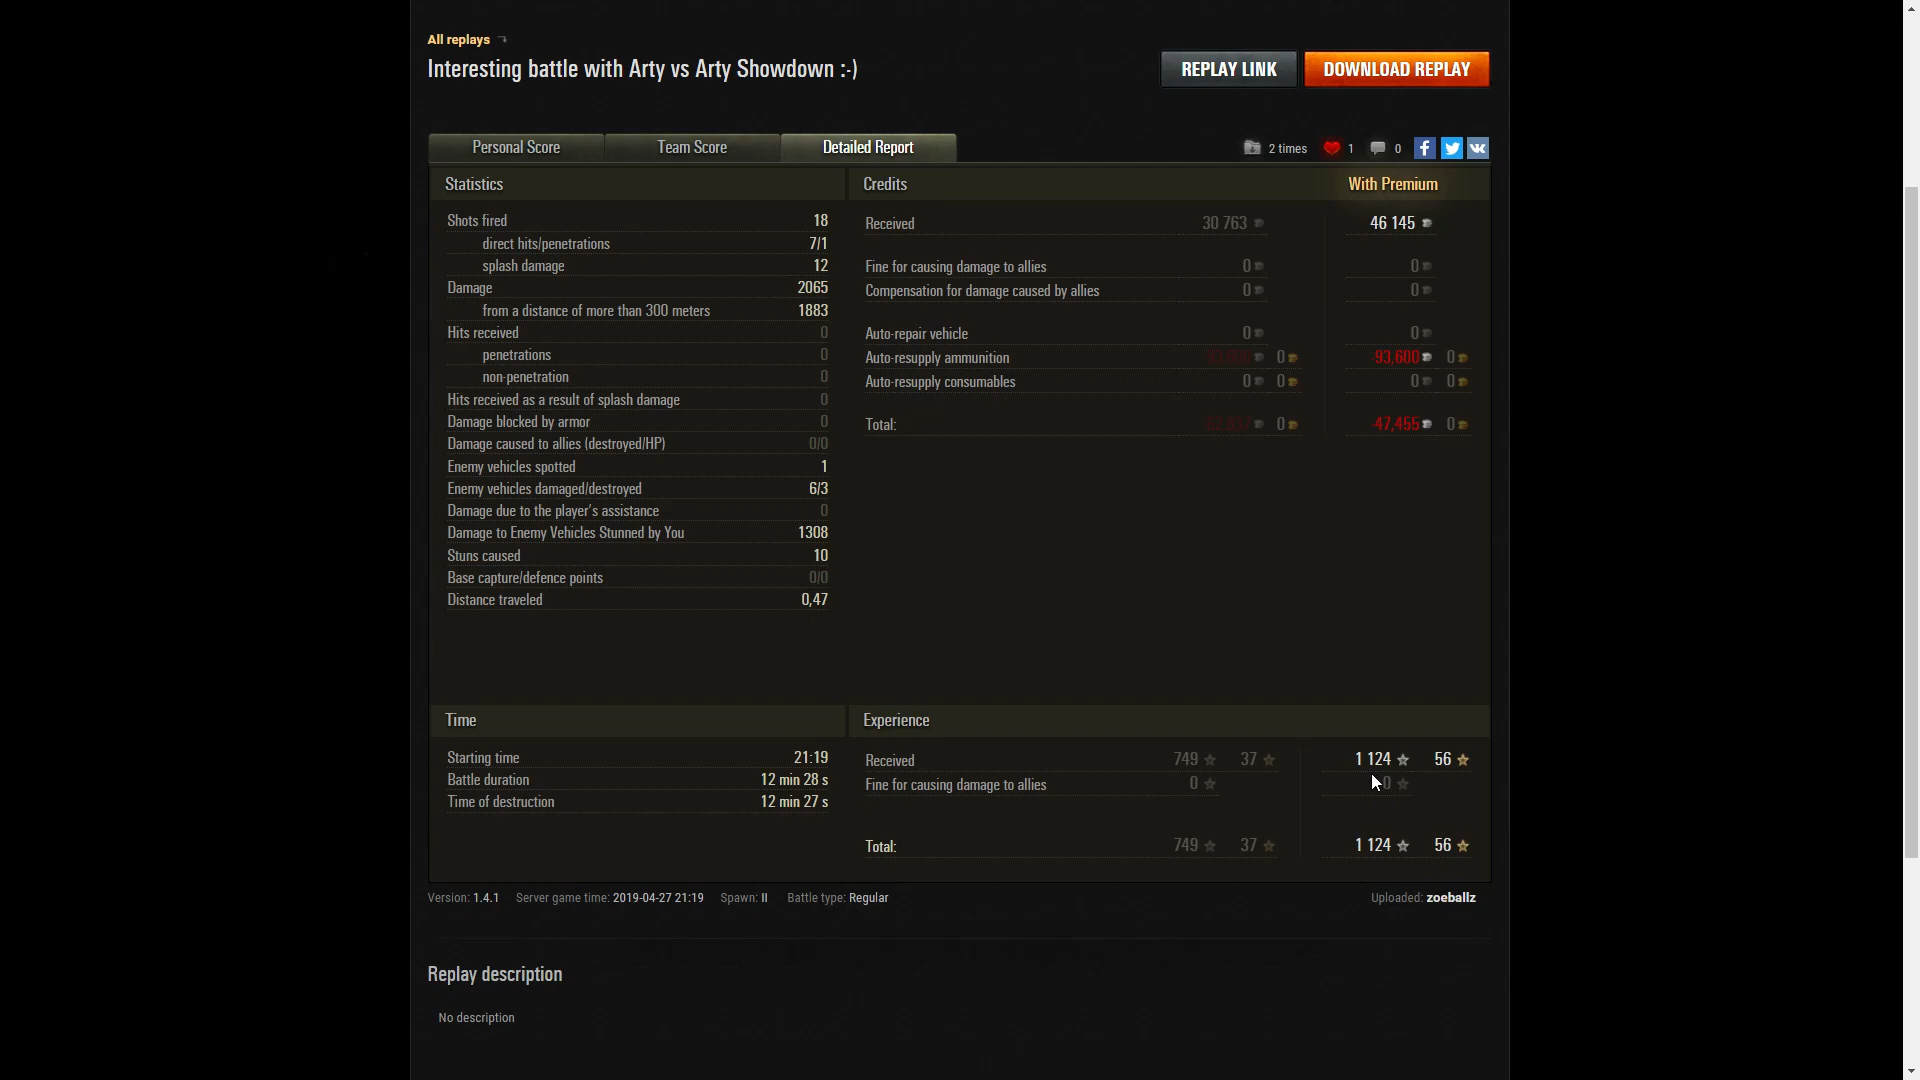 All replays
Interesting battle with Arty vs Arty Showdown :-)
REPLAY LINK
DOWNLOAD REPLAY
Personal Score
Team Score
Detailed Report
2 times
1
0
Statistics
Shots fired 18
direct hits/penetrations 7/1
splash damage 12
Damage 2065
from a distance of more than 300 meters 1883
Hits received 0
penetrations 0
non-penetration 0
Hits received as a result of splash damage 0
Damage blocked by armor 0
Damage caused to allies (destroyed/HP) 0/0
Enemy vehicles spotted 1
Enemy vehicles damaged/destroyed 6/3
Damage due to the player's assistance 0
Damage to Enemy Vehicles Stunned by You 1308
Stuns caused 10
Base capture/defence points 0/0
Distance traveled 0,47
Credits With Premium
Received 30 763 46 145
Fine for causing damage to allies 0 0
Compensation for damage caused by allies 0 0
Auto-repair vehicle 0 0
Auto-resupply ammunition 0 -93,600 0
Auto-resupply consumables 0 0 0 0
Total: 0 -47,455 0
Time
Starting time 21:19
Battle duration 12 min 28 s
Time of destruction 12 min 27 s
Experience
Received 749 37 1 124 56
Fine for causing damage to allies 0 0
Total: 749 37 1 124 56
Version: 1.4.1 Server game time: 2019-04-27 21:19 Spawn: II Battle type: Regular
Uploaded: zoeballz
Replay description
No description